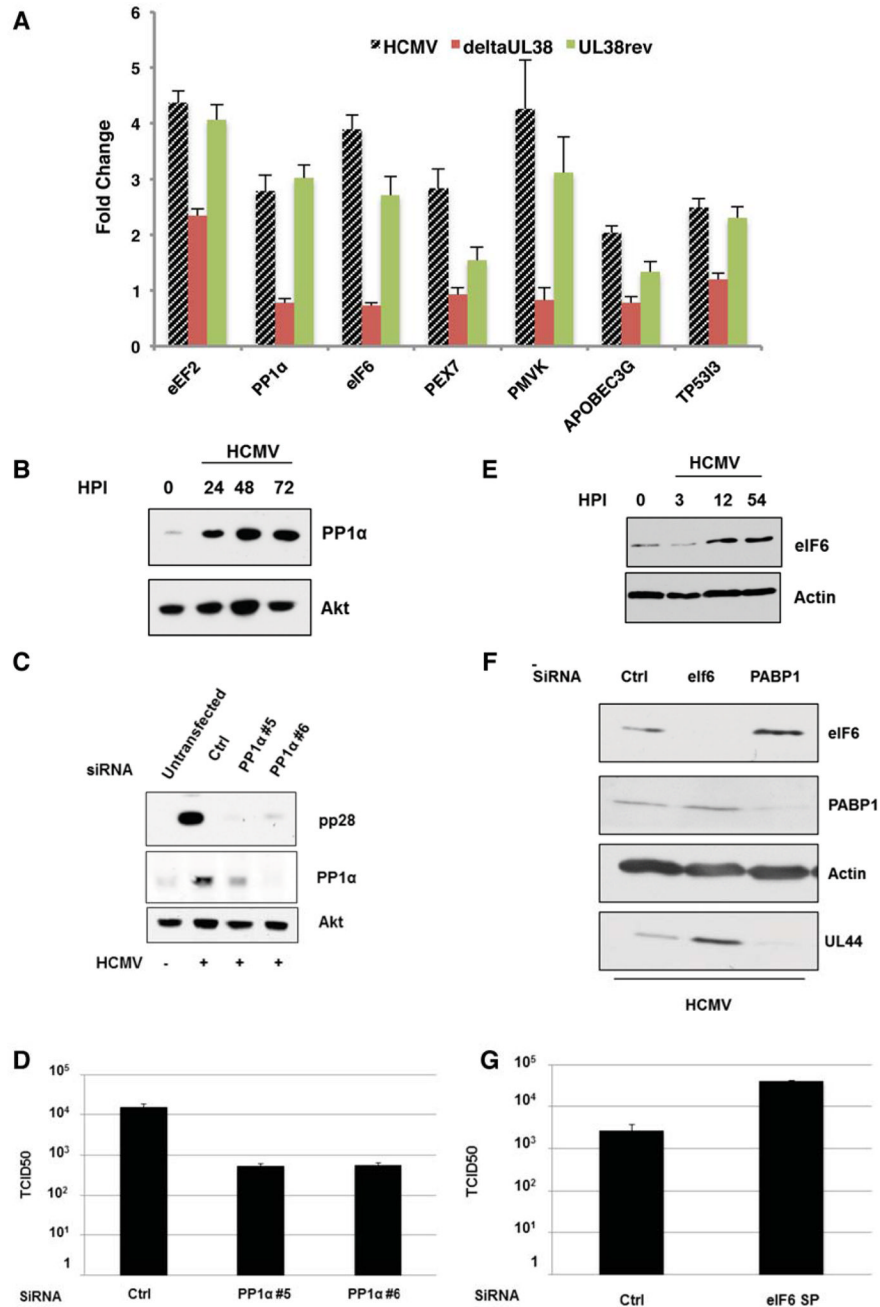 A
HCMV deltaUL38 UL38rev
Fold Change
6
5
4
3
2
1
0
eEF2 PP1α eIF6 PEX7 PMVK APOBEC3G TP53I3
B
HCMV
HPI 0 24 48 72
PP1α
Akt
C
siRNA Untransfected Ctrl PP1α #5 PP1α #6
pp28
PP1α
Akt
HCMV - + + +
D
TCID50
10⁵
10⁴
10³
10²
10¹
1
SiRNA Ctrl PP1α #5 PP1α #6
E
HCMV
HPI 0 3 12 54
eIF6
Actin
F
SiRNA Ctrl eIf6 PABP1
eIF6
PABP1
Actin
UL44
HCMV
G
TCID50
10⁵
10⁴
10³
10²
10¹
1
SiRNA Ctrl eIF6 SP